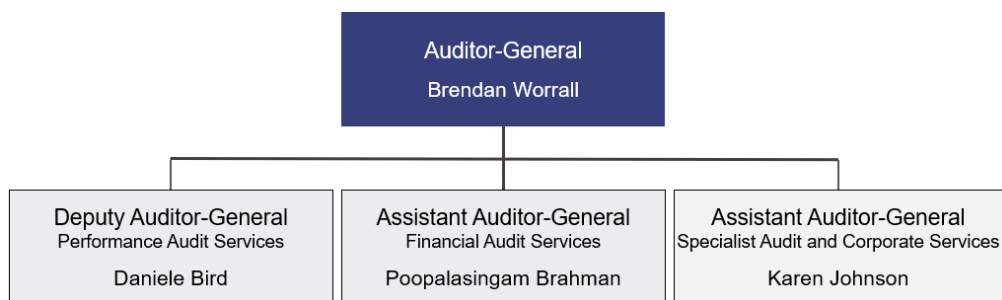 Auditor-General
Brendan Worrall
Deputy Auditor-General
Performance Audit Services
Daniele Bird
Assistant Auditor-General
Financial Audit Services
Poopalasingam Brahman
Assistant Auditor-General
Specialist Audit and Corporate Services
Karen Johnson